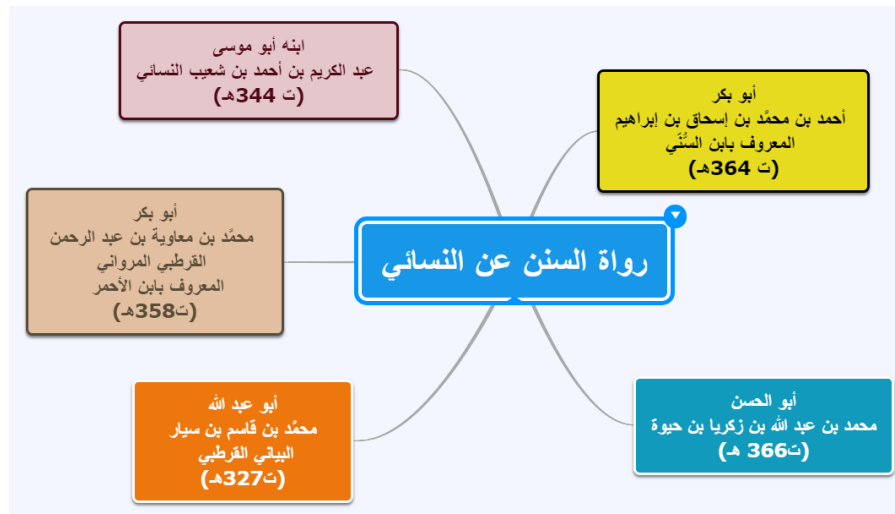 رواة السنن عن النسائي
أبو بكر
أحمد بن محمَّد بن إسحاق بن إبراهيم
المعروف بابن السُّنِّي
(ت 364هـ)
أبو الحسن
محمد بن عبد الله بن زكريا بن حيوة
(ت366 هـ)
ابنه أبو موسى
عبد الكريم بن أحمد بن شعيب النسائي
(ت 344هـ)
أبو بكر
محمَّد بن معاوية بن عبد الرحمن
القرطبي المرواني
المعروف بابن الأحمر
(ت358هـ)
أبو عبد الله
محمَّد بن قاسم بن سيار
البياني القرطبي
(ت327هـ)